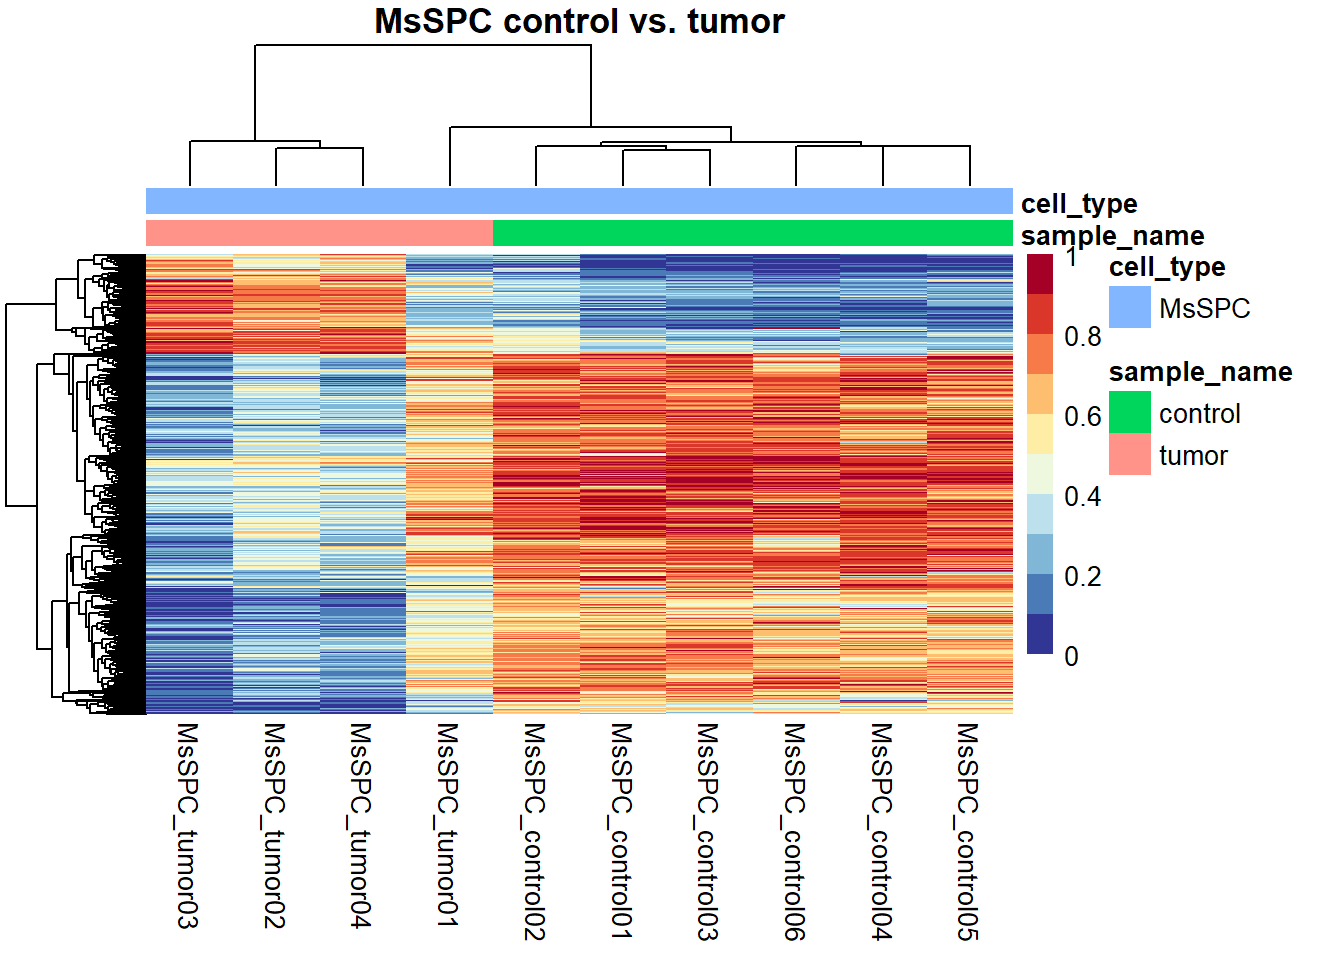 MsSPC control vs. tumor
cell_type
sample_name
1
0.8
0.6
0.4
0.2
0
cell_type
MsSPC
sample_name
control
tumor
MsSPC_tumor03
MsSPC_tumor02
MsSPC_tumor04
MsSPC_tumor01
MsSPC_control02
MsSPC_control01
MsSPC_control03
MsSPC_control06
MsSPC_control04
MsSPC_control05